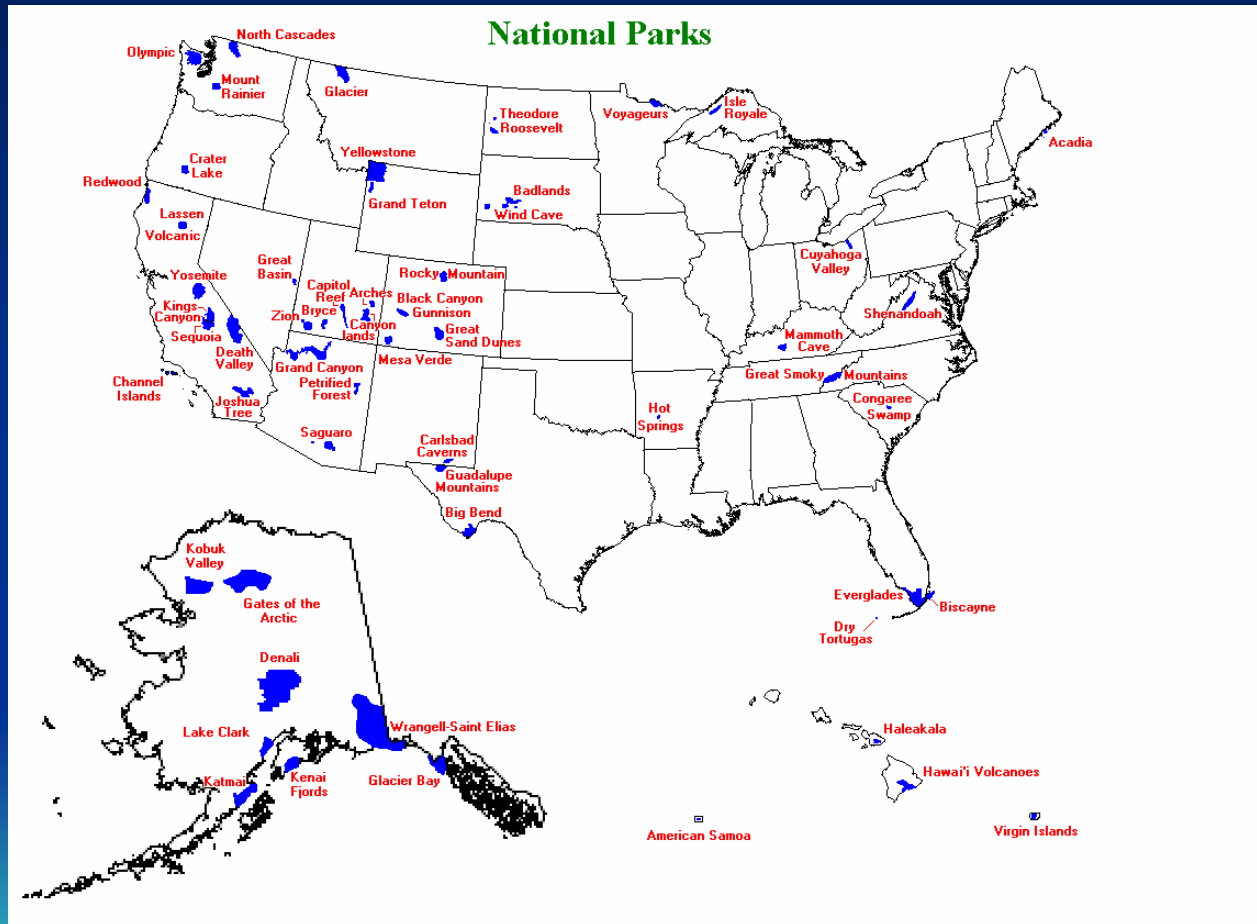 National Parks
North Cascades
Olympic
Mount
Rainier
Glacier
Theodore
Roosevelt
Voyageurs
Isle
Royale
Acadia
Yellowstone
Crater
Lake
Redwood
Grand Teton
Badlands
Wind Cave
Lassen
Volcanic
Cuyahoga
Valley
Great
Basin
Yosemite
Rocky Mountain
Capitol
Reef
Arches
Black Canyon
Gunnison
Kings
Canyon
Zion
Bryce
Canyon
lands
Shenandoah
Sequoia
Great
Sand Dunes
Mammoth
Cave
Death
Valley
Mesa Verde
Grand Canyon
Great Smoky Mountains
Channel
Islands
Petrified
Forest
Joshua
Tree
Congaree
Swamp
Hot
Springs
Saguaro
Carlsbad
Caverns
Guadalupe
Mountains
Big Bend
Kobuk
Valley
Gates of the
Arctic
Everglades
Biscayne
Dry
Tortugas
Denali
Wrangell-Saint Elias
Lake Clark
Haleakala
Katmai
Kenai
Fjords
Glacier Bay
Hawai'i Volcanoes
American Samoa
Virgin Islands